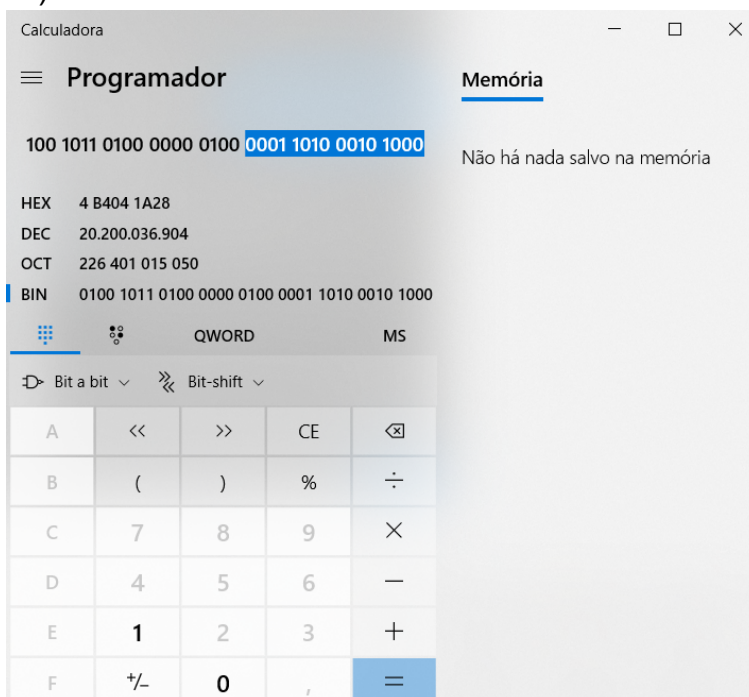 Calculadora
Programador
Memória
100 1011 0100 0000 0100 0001 1010 0010 1000
Não há nada salvo na memória
HEX 4 B404 1A28
DEC 20.200.036.904
OCT 226 401 015 050
BIN 0100 1011 0100 0000 0100 0001 1010 0010 1000
QWORD MS
Bit a bit Bit-shift
A << >> CE
B ( ) % ÷
C 7 8 9 ×
D 4 5 6 −
E 1 2 3 +
F +/− 0 , =